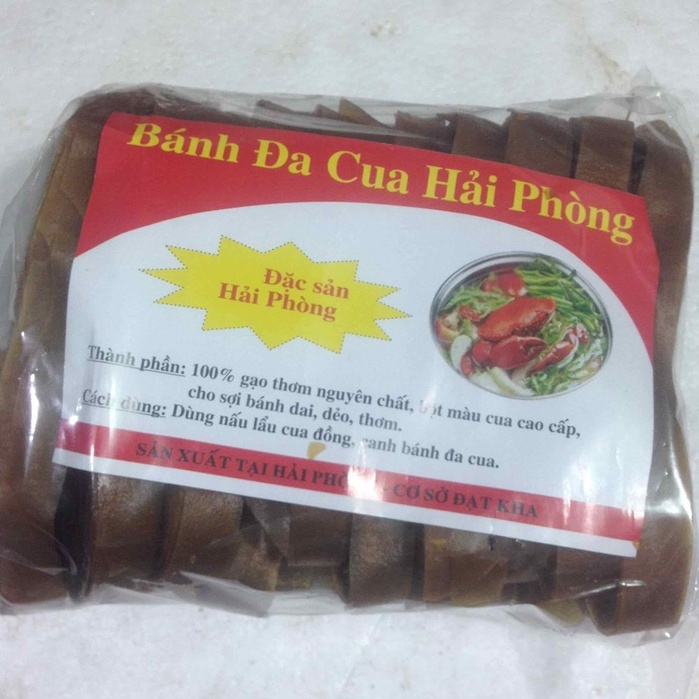 Bánh Đa Cua Hải Phòng
Đặc sản
Hải Phòng
Thành phần: 100% gạo thơm nguyên chất, bột màu cua cao cấp,
cho sợi bánh dai, dẻo, thơm.
Cách dùng: Dùng nấu lẩu cua đồng, canh bánh đa cua.
SẢN XUẤT TẠI HẢI PHÒNG - CƠ SỞ ĐẠT KHA